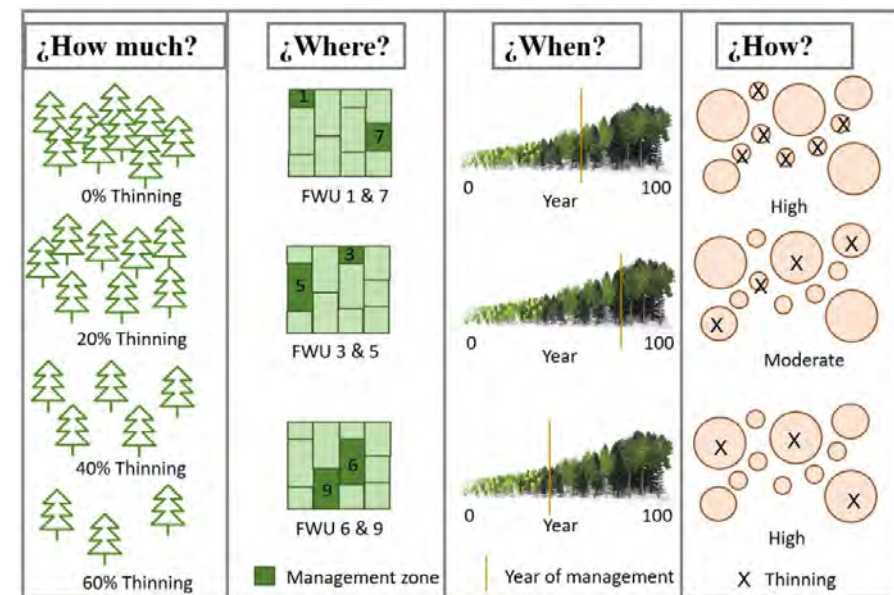 ¿How much?
0% Thinning
20% Thinning
40% Thinning
60% Thinning
¿Where?
1
7
FWU 1 & 7
3
5
FWU 3 & 5
6
9
FWU 6 & 9
Management zone
¿When?
0 100
Year
0 100
Year
0 100
Year
Year of management
¿How?
X
X X
X X X
High
X
X
X
X
Moderate
X X
X
High
X Thinning